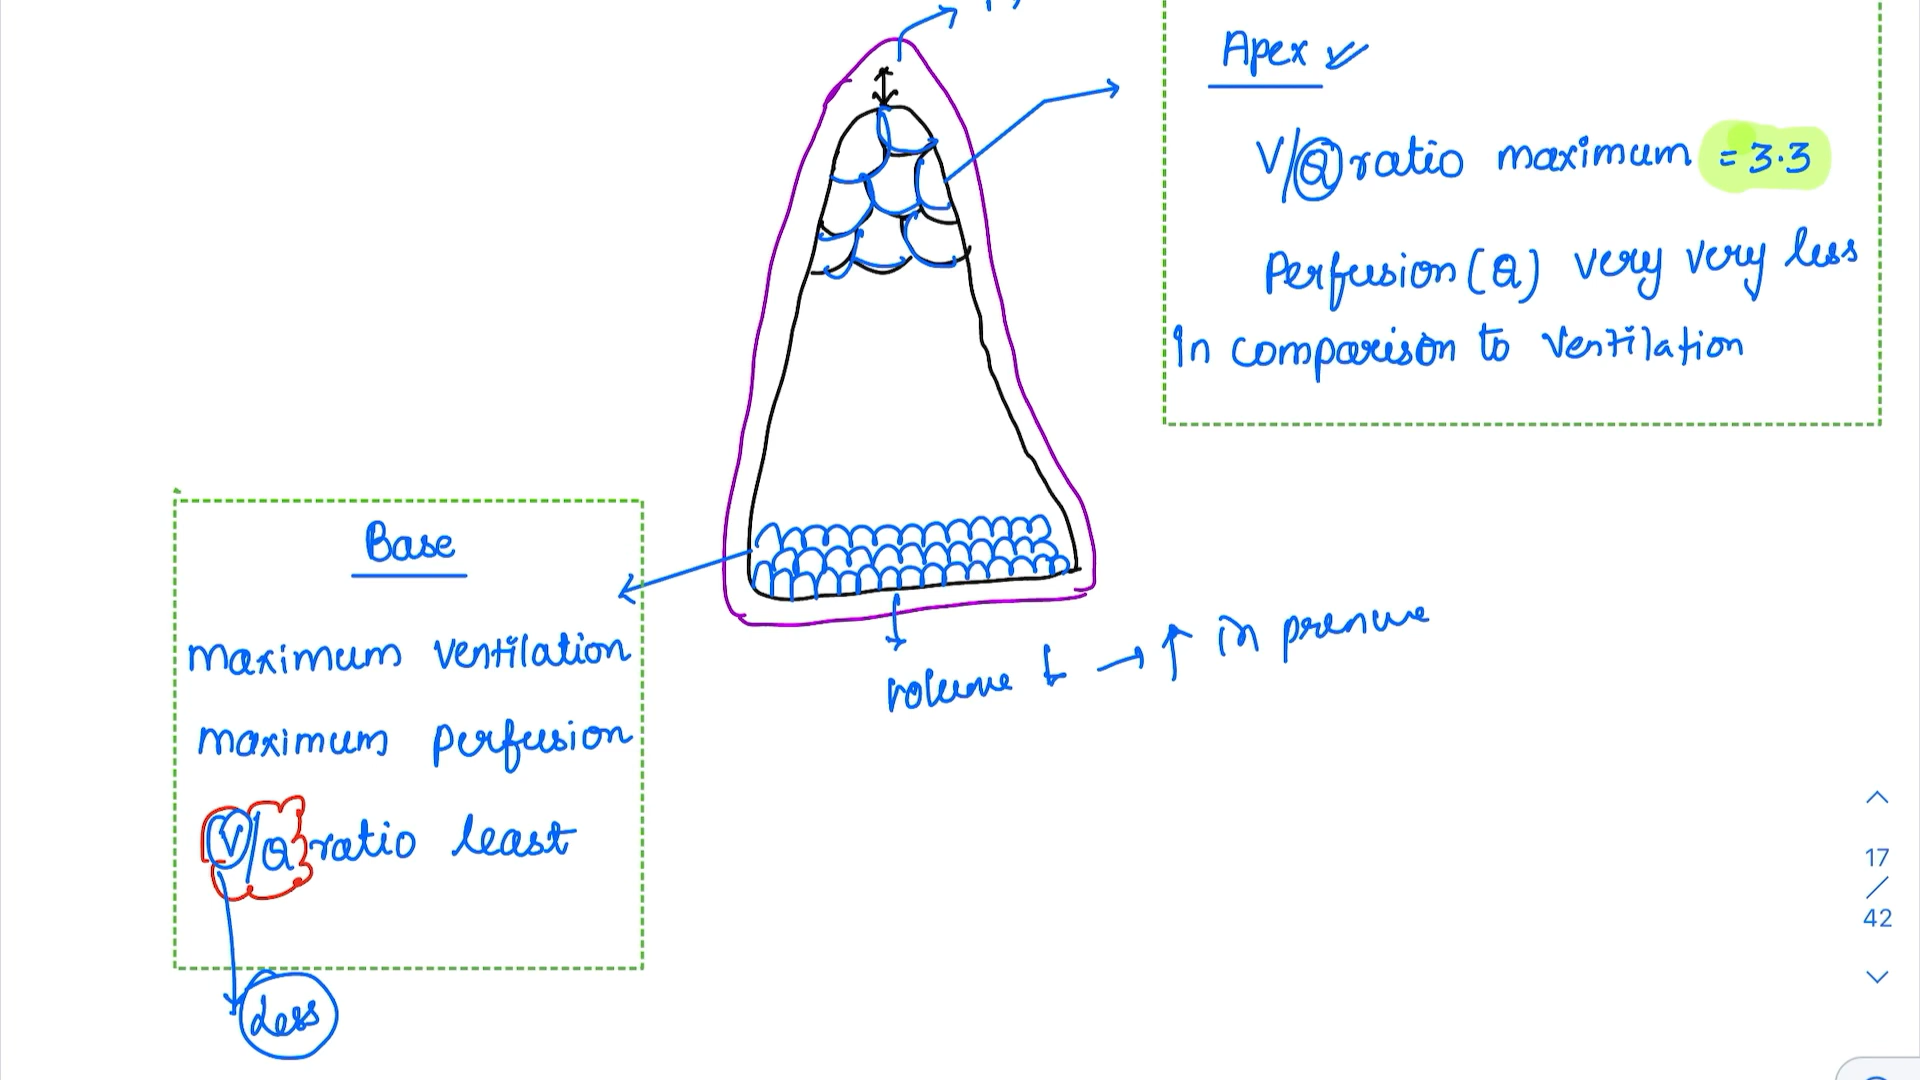 Apex
V/Q ratio maximum = 3.3
Perfusion (Q) very very less
In comparison to ventilation
Base
maximum ventilation
maximum perfusion
V/Q ratio least
Less
volume ↓ → ↑ in pressure
17
/
42